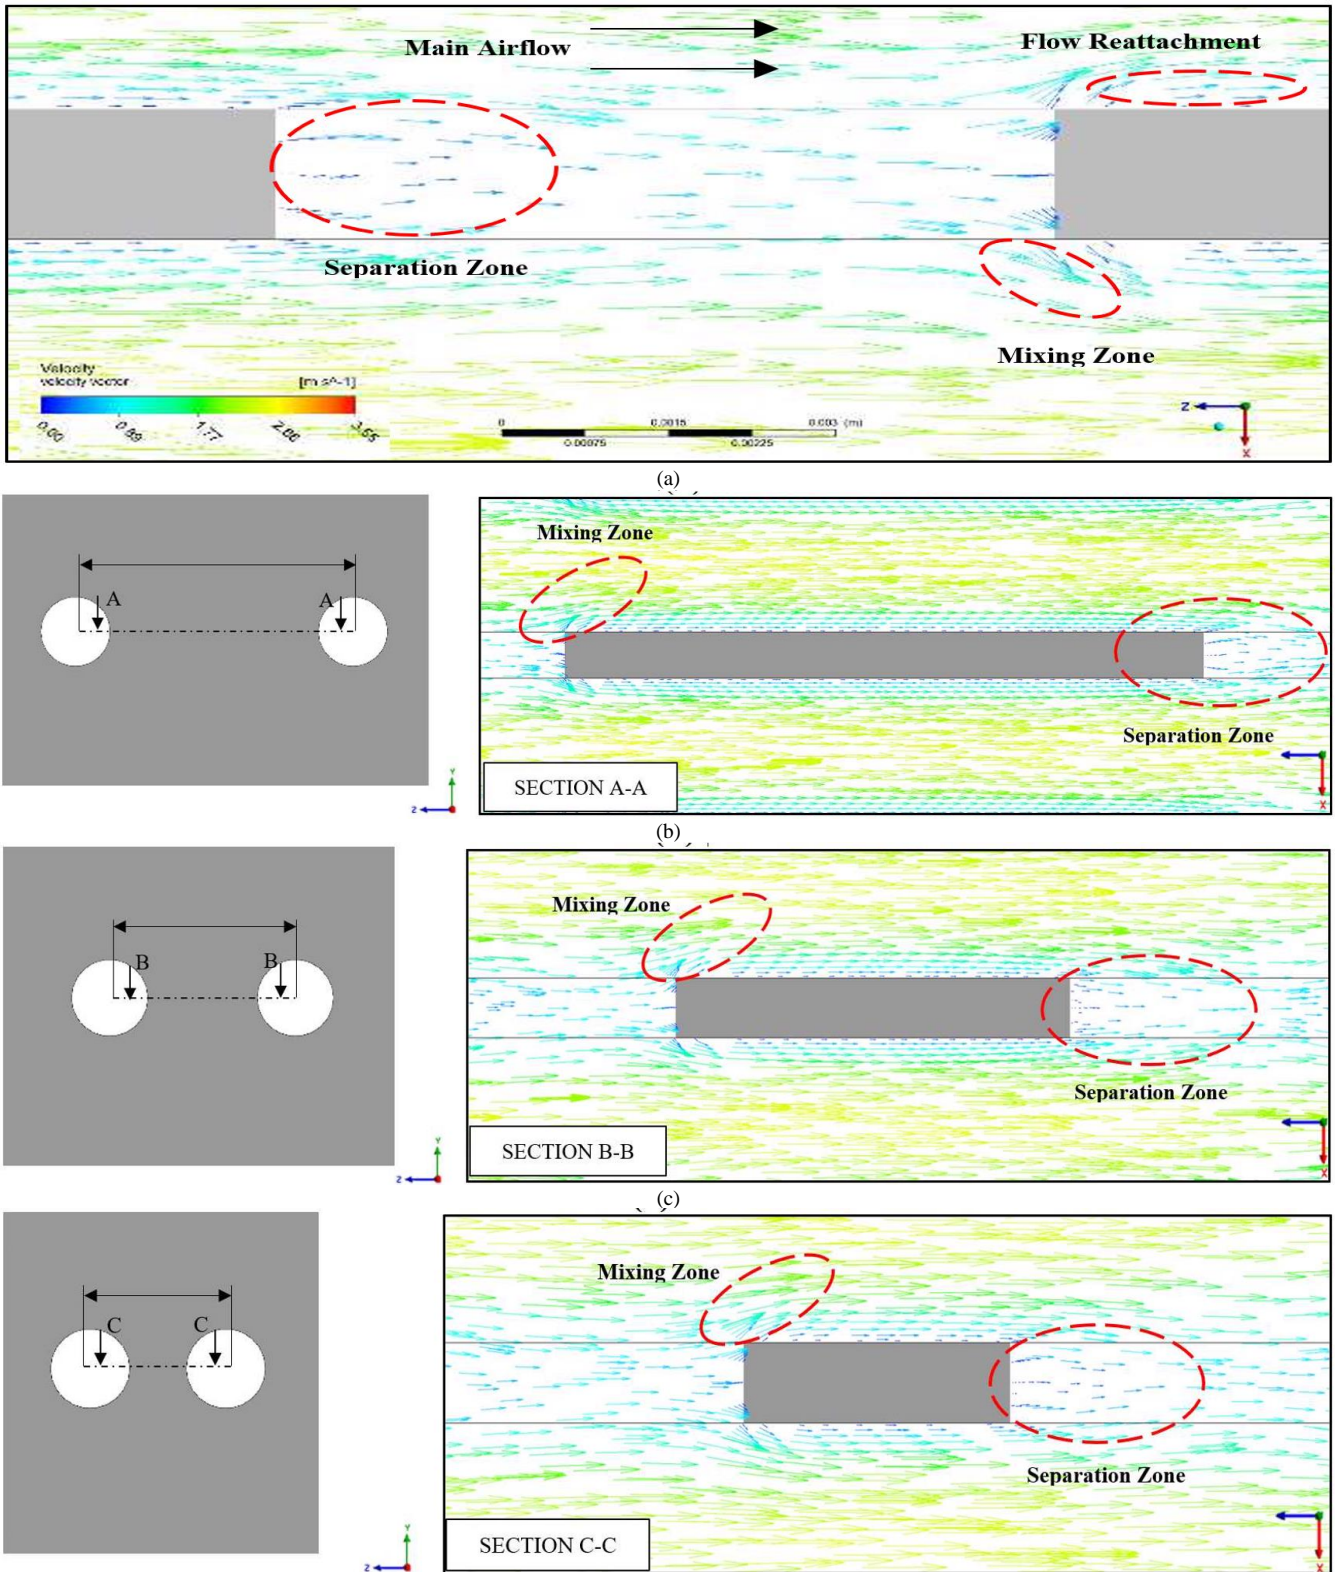 Main Airflow
Flow Reattachment
Separation Zone
Mixing Zone
Velocity
velocity vector
[m s^-1]
0.00
0.89
1.77
2.66
3.55
0
0.0015
0.003 (m)
0.00075
0.00225
Z
X
(a)
Mixing Zone
A
A
Separation Zone
SECTION A-A
Y
Z
X
(b)
Mixing Zone
B
B
Separation Zone
SECTION B-B
Y
Z
X
(c)
Mixing Zone
C
C
Separation Zone
SECTION C-C
Y
Z
X